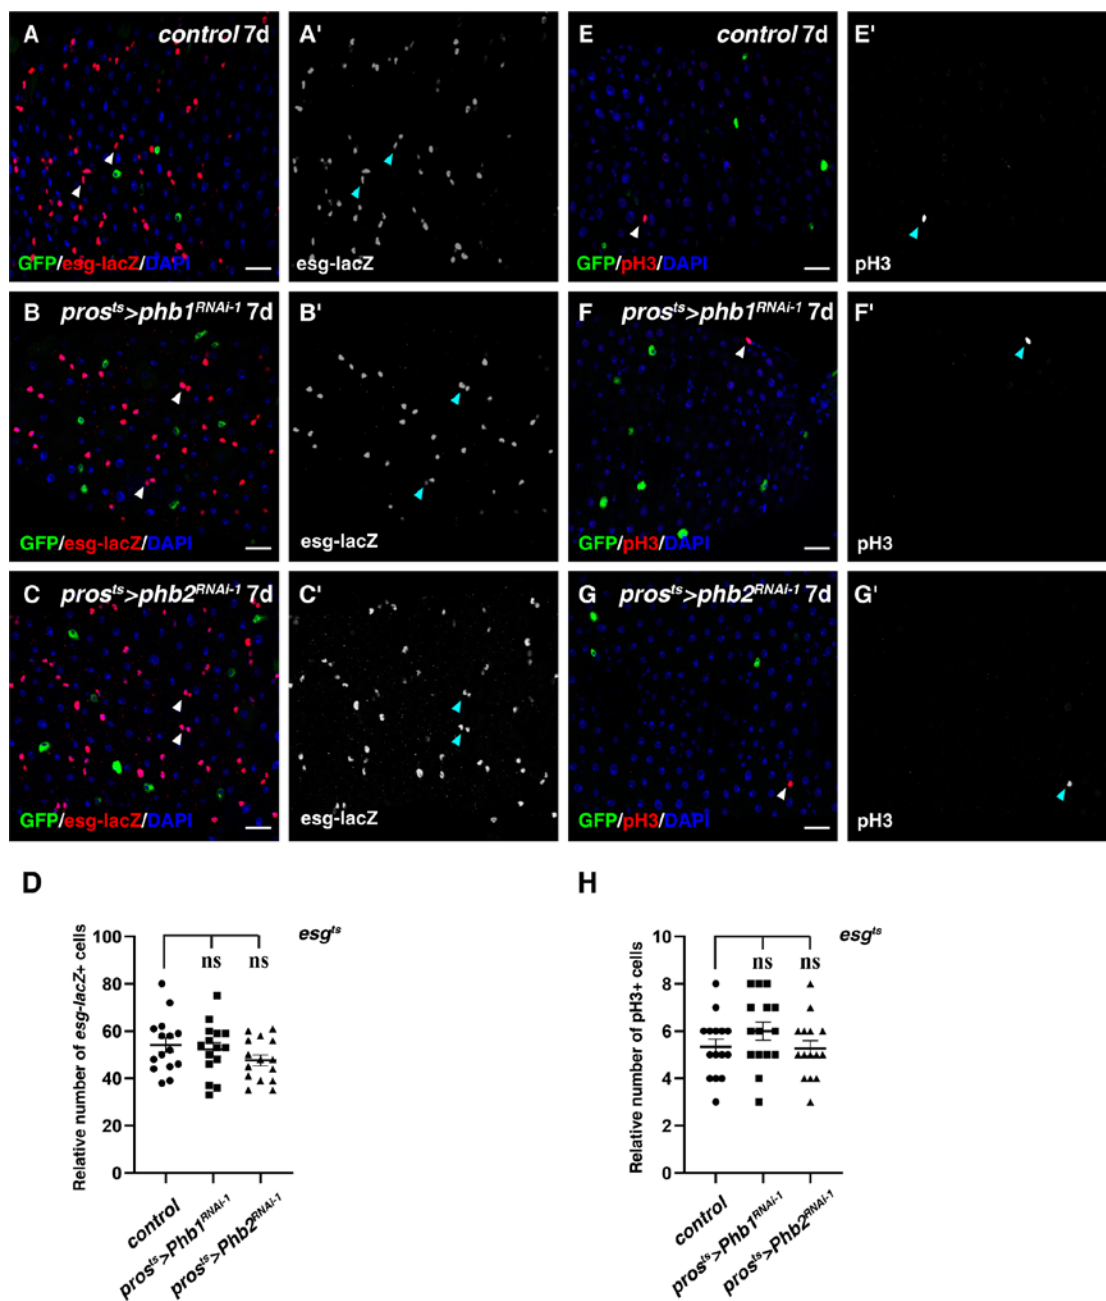 A control 7d
GFP/esg-lacZ/DAPI
A'
esg-lacZ
E control 7d
GFP/pH3/DAPI
E'
pH3
B pros^ts>phb1^RNAi-1 7d
GFP/esg-lacZ/DAPI
B'
esg-lacZ
F pros^ts>phb1^RNAi-1 7d
GFP/pH3/DAPI
F'
pH3
C pros^ts>phb2^RNAi-1 7d
GFP/esg-lacZ/DAPI
C'
esg-lacZ
G pros^ts>phb2^RNAi-1 7d
GFP/pH3/DAPI
G'
pH3
D
esg^ts
Relative number of esg-lacZ+ cells
100
80
60
40
20
0
ns
ns
control
pros^ts>Phb1^RNAi-1
pros^ts>Phb2^RNAi-1
H
esg^ts
Relative number of pH3+ cells
10
8
6
4
2
0
ns
ns
control
pros^ts>Phb1^RNAi-1
pros^ts>Phb2^RNAi-1